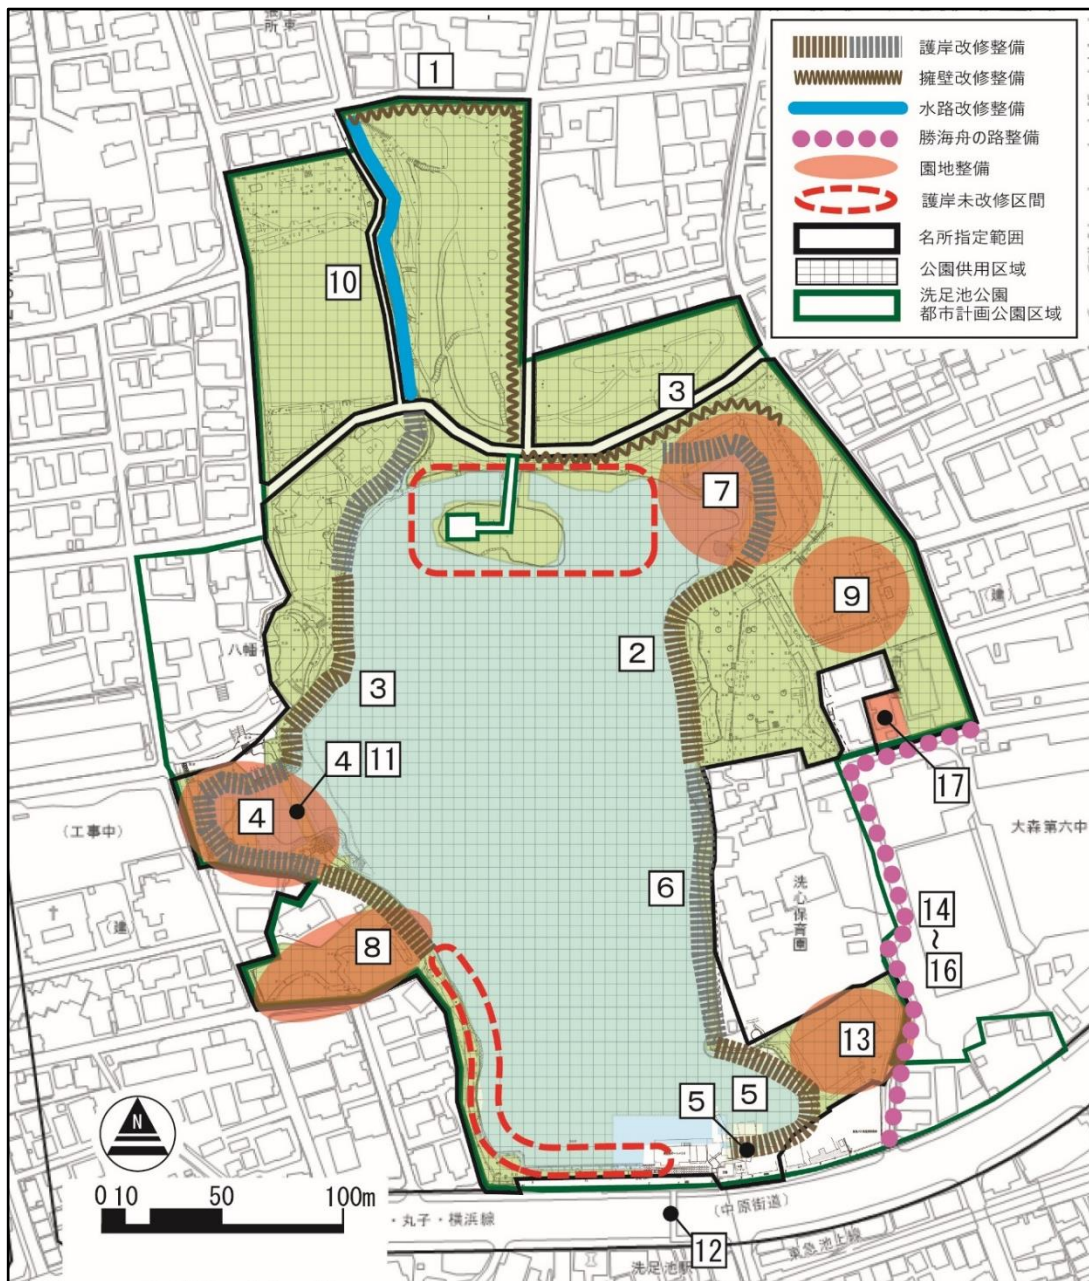 護岸改修整備
擁壁改修整備
水路改修整備
勝海舟の路整備
園地整備
護岸未改修区間
名所指定範囲
公園供用区域
洗足池公園
都市計画公園区域
1
10
3
7
9
2
3
4 11
4
17
大森第六中
(工事中)
(建)
(建)
6
洗心保育園
14
~
16
8
13
5
5
N
0 10 50 100m
(中原街道)
・丸子・横浜線
12
東急池上線
洗足池駅